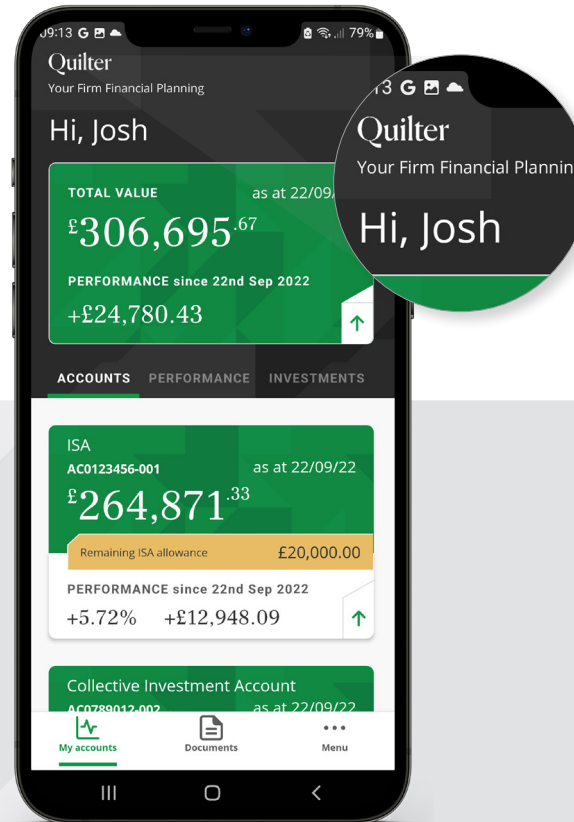 09:13 G 79%
Quilter
Your Firm Financial Planning
Hi, Josh
TOTAL VALUE as at 22/09/
£306,695.67
PERFORMANCE since 22nd Sep 2022
+£24,780.43
ACCOUNTS PERFORMANCE INVESTMENTS
ISA
AC0123456-001 as at 22/09/22
£264,871.33
Remaining ISA allowance £20,000.00
PERFORMANCE since 22nd Sep 2022
+5.72% +£12,948.09
Collective Investment Account
AC0789012-002 as at 22/09/22
My accounts Documents Menu
13 G
Quilter
Your Firm Financial Plannin
Hi, Josh